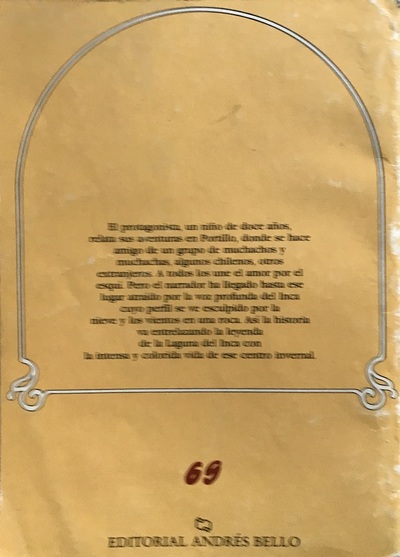 El protagonista, un niño de doce años,
relata sus aventuras en Portillo, donde se hace
amigo de un grupo de muchachos y
muchachas, algunos chilenos, otros
extranjeros. A todos los une el amor por el
esquí. Pero el narrador ha llegado hasta ese
lugar atraído por la voz profunda del Inca
cuyo perfil se ve esculpido por la
nieve y los vientos en una roca. Así la historia
va entrelazando la leyenda
de la Laguna del Inca con
la intensa y colorida vida de ese centro invernal.
69
EDITORIAL ANDRÉS BELLO